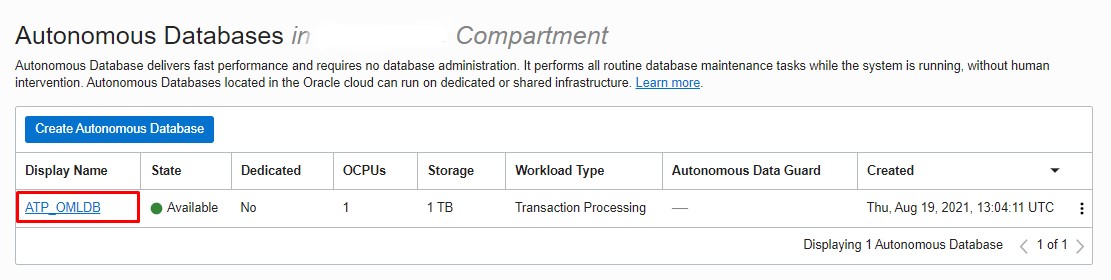 Autonomous Databases in Compartment
Autonomous Database delivers fast performance and requires no database administration. It performs all routine database maintenance tasks while the system is running, without human
intervention. Autonomous Databases located in the Oracle cloud can run on dedicated or shared infrastructure. Learn more.
Create Autonomous Database
Display Name State Dedicated OCPUs Storage Workload Type Autonomous Data Guard Created
ATP_OMLDB Available No 1 1 TB Transaction Processing — Thu, Aug 19, 2021, 13:04:11 UTC
Displaying 1 Autonomous Database < 1 of 1 >